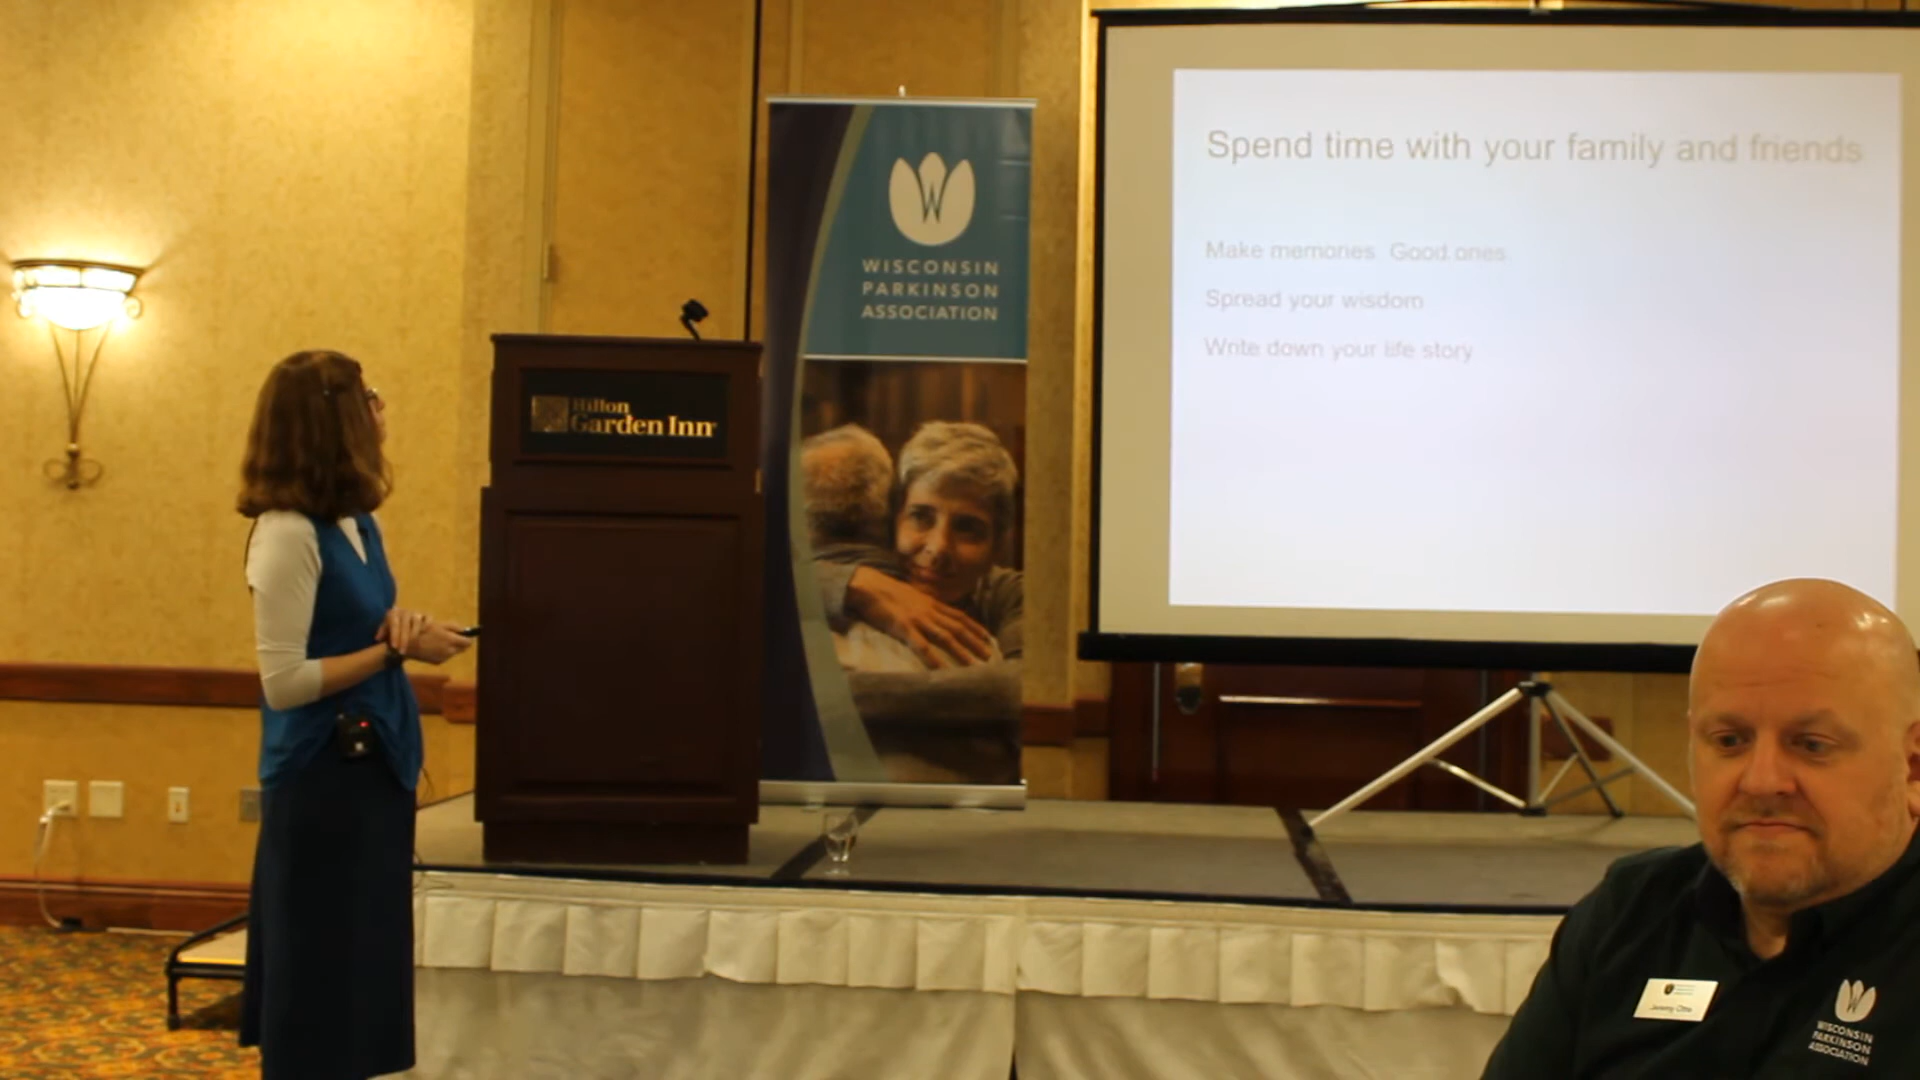 Spend time with your family and friends
Make memories. Good ones.
Spread your wisdom
Write down your life story
W
WISCONSIN
PARKINSON
ASSOCIATION
Hilton
Garden Inn
Jeremy
W
WISCONSIN
PARKINSON
ASSOCIATION